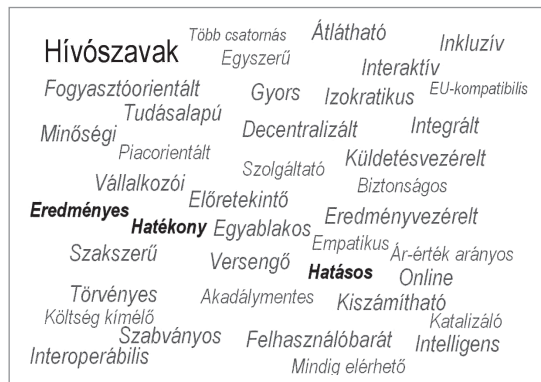 Hívószavak
Több csatornás
Átlátható
Egyszerű
Inkluzív
Interaktív
Fogyasztóorientált
Gyors
Izokratikus
EU-kompatibilis
Tudásalapú
Minőségi
Decentralizált
Integrált
Piacorientált
Szolgáltató
Küldetésvezérelt
Vállalkozói
Biztonságos
Előretekintő
Eredményes
Hatékony
Egyablakos
Eredményvezérelt
Empatikus
Szakszerű
Versengő
Ár-érték arányos
Hatásos
Online
Törvényes
Akadálymentes
Kiszámítható
Költség kímélő
Katalizáló
Szabványos
Felhasználóbarát
Intelligens
Interoperábilis
Mindig elérhető